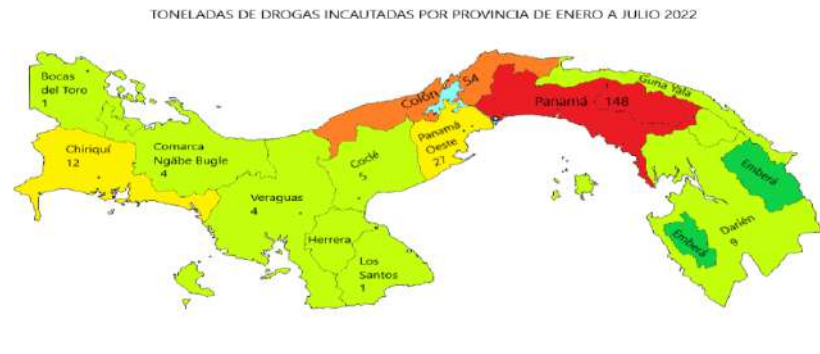 TONELADAS DE DROGAS INCAUTADAS POR PROVINCIA DE ENERO A JULIO 2022
Bocas
del Toro
1
Chiriquí
12
Comarca
Ngäbe Bugle
4
Veraguas
4
Herrera
Los
Santos
1
Coclé
5
Colón
54
Panamá
Oeste
27
Panamá
148
Guna Yala
Emberá
Emberá
Darién
9